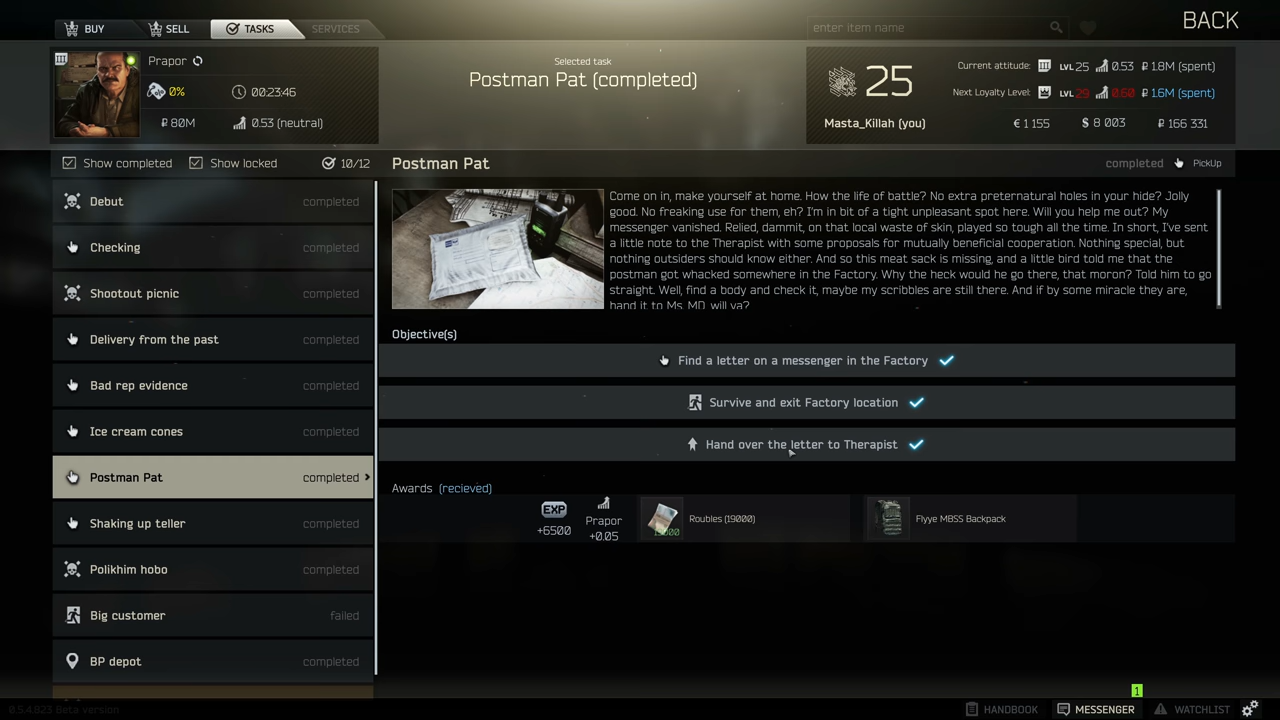 BUY
SELL
TASKS
SERVICES
enter item name
BACK
Prapor
0%
00:23:46
₽ 80M
0.53 (neutral)
Selected task
Postman Pat (completed)
25
Masta_Killah (you)
Current attitude: LVL 25 0.53 ₽ 1.8M (spent)
Next Loyalty Level: LVL 29 0.60 ₽ 1.6M (spent)
€ 1 155 $ 8 003 ₽ 166 331
Show completed
Show locked
10/12
Postman Pat
completed
PickUp
Debut completed
Checking completed
Shootout picnic completed
Delivery from the past completed
Bad rep evidence completed
Ice cream cones completed
Postman Pat completed
Shaking up teller completed
Polikhim hobo completed
Big customer failed
BP depot completed
Come on in, make yourself at home. How the life of battle? No extra preternatural holes in your hide? Jolly
good. No freaking use for them, eh? I'm in bit of a tight unpleasant spot here. Will you help me out? My
messenger vanished. Relied, dammit, on that local waste of skin, played so tough all the time. In short, I've sent
a little note to the Therapist with some proposals for mutually beneficial cooperation. Nothing special, but
nothing outsiders should know either. And so this meat sack is missing, and a little bird told me that the
postman got whacked somewhere in the Factory. Why the heck would he go there, that moron? Told him to go
straight. Well, find a body and check it, maybe my scribbles are still there. And if by some miracle they are,
hand it to Ms. MD, will ya?
Objective(s)
Find a letter on a messenger in the Factory
Survive and exit Factory location
Hand over the letter to Therapist
Awards (recieved)
EXP
+6500
Prapor
+0.05
19000
Roubles (19000)
Flyye MBSS Backpack
0.5.4.823 Beta version
1
HANDBOOK
MESSENGER
WATCHLIST